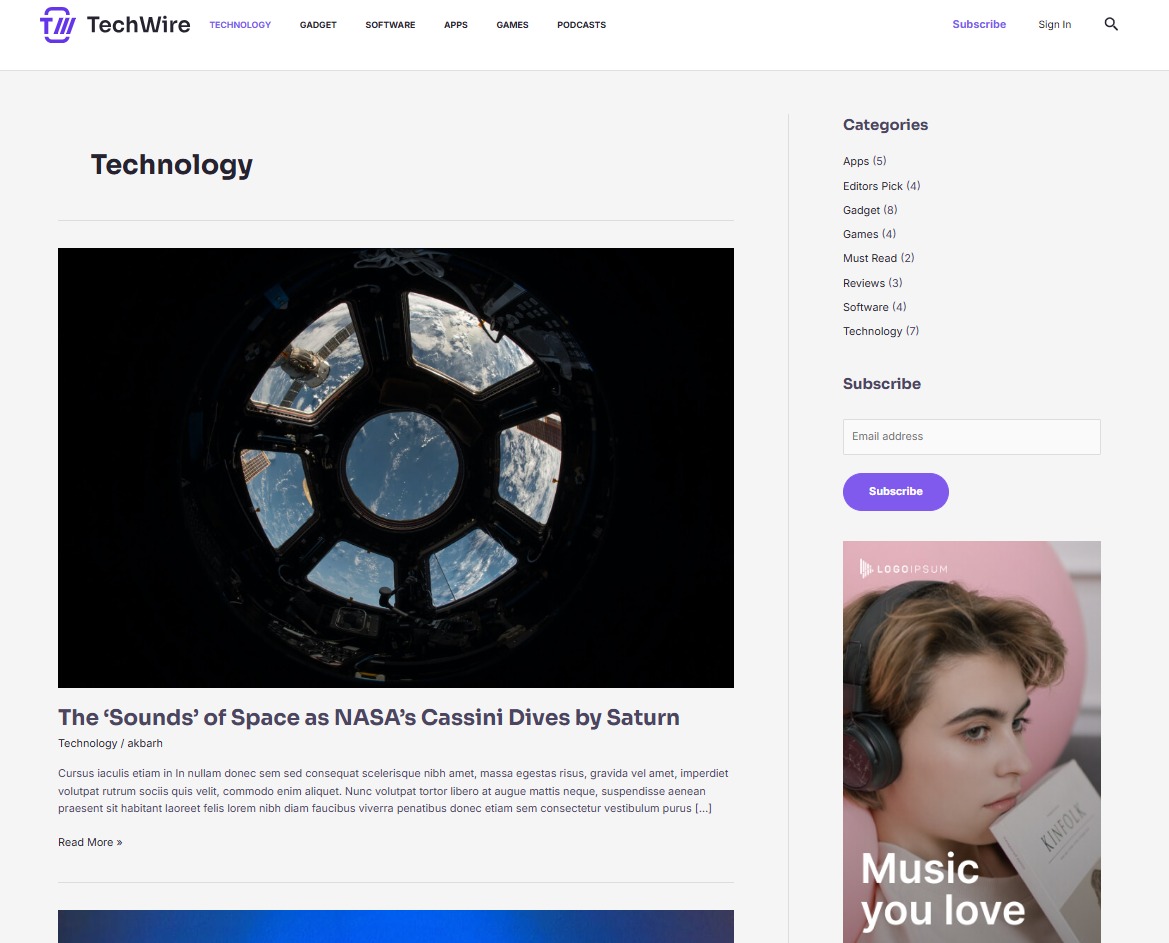 TechWire
TECHNOLOGY GADGET SOFTWARE APPS GAMES PODCASTS
Subscribe
Sign In
Technology
The ‘Sounds’ of Space as NASA’s Cassini Dives by Saturn
Technology / akbarh
Cursus iaculis etiam in In nullam donec sem sed consequat scelerisque nibh amet, massa egestas risus, gravida vel amet, imperdiet
volutpat rutrum sociis quis velit, commodo enim aliquet. Nunc volutpat tortor libero at augue mattis neque, suspendisse aenean
praesent sit habitant laoreet felis lorem nibh diam faucibus viverra penatibus donec etiam sem consectetur vestibulum purus […]
Read More »
Categories
Apps (5)
Editors Pick (4)
Gadget (8)
Games (4)
Must Read (2)
Reviews (3)
Software (4)
Technology (7)
Subscribe
Email address
Subscribe
LOGOIPSUM
KINFOLK
Music
you love